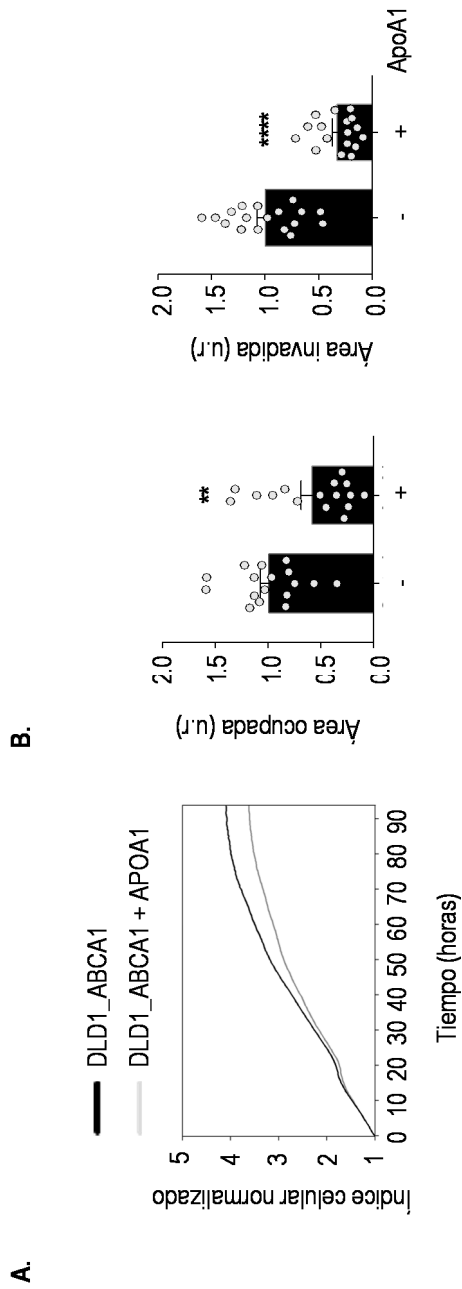 A.
DLD1_ABCA1
DLD1_ABCA1 + APOA1
Índice celular normalizado
5
4
3
2
1
0 10 20 30 40 50 60 70 80 90
Tiempo (horas)
B.
Área ocupada (u.r)
2.0
1.5
1.0
0.5
0.0
**
- +
Área invadida (u.r)
2.0
1.5
1.0
0.5
0.0
****
- + ApoA1